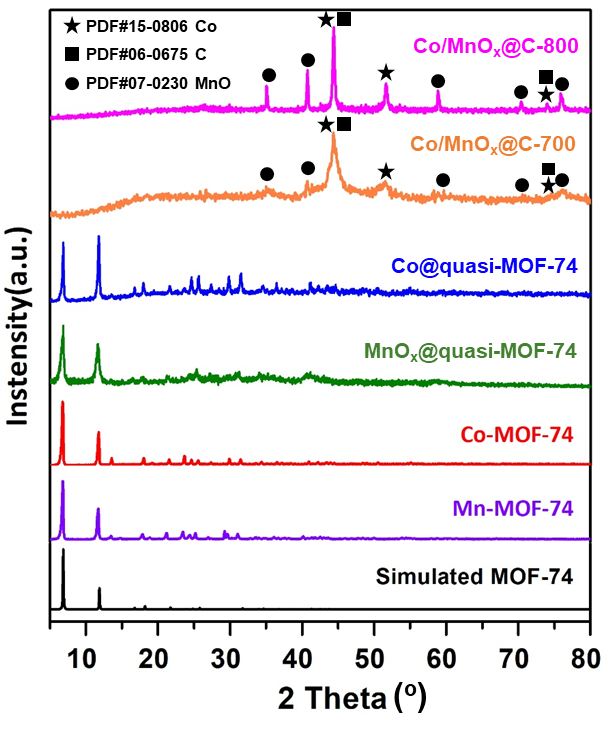 ★ PDF#15-0806 Co
■ PDF#06-0675 C
● PDF#07-0230 MnO
Co/MnOₓ@C-800
Co/MnOₓ@C-700
Co@quasi-MOF-74
MnOₓ@quasi-MOF-74
Co-MOF-74
Mn-MOF-74
Simulated MOF-74
Instensity(a.u.)
10 20 30 40 50 60 70 80
2 Theta (º)